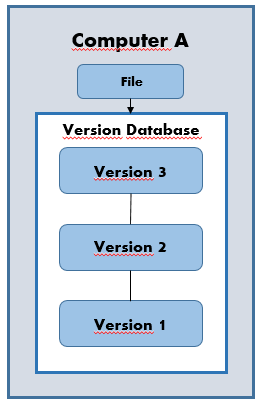 Computer A
File
Version Database
Version 3
Version 2
Version 1